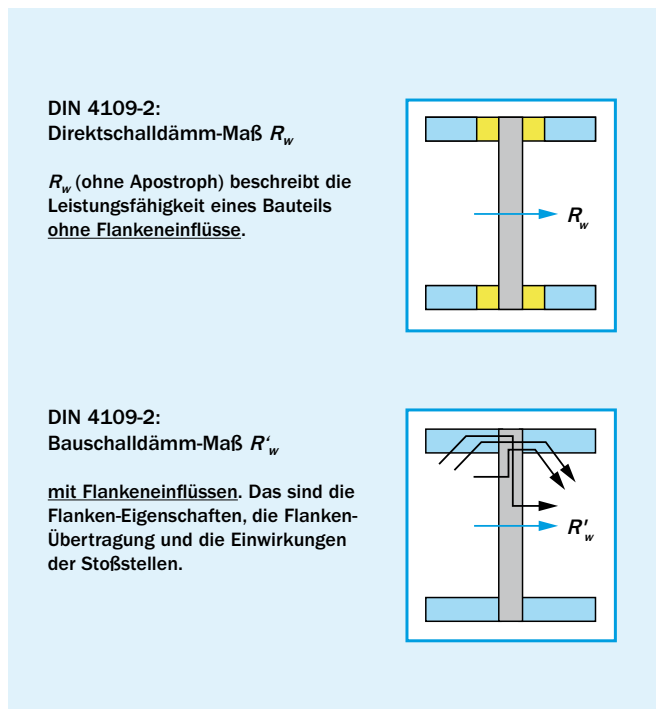 DIN 4109-2:
Direktschalldämm-Maß Rw
Rw (ohne Apostroph) beschreibt die
Leistungsfähigkeit eines Bauteils
ohne Flankeneinflüsse.
Rw
DIN 4109-2:
Bauschalldämm-Maß R‘w
mit Flankeneinflüssen. Das sind die
Flanken-Eigenschaften, die Flanken-
Übertragung und die Einwirkungen
der Stoßstellen.
R'w